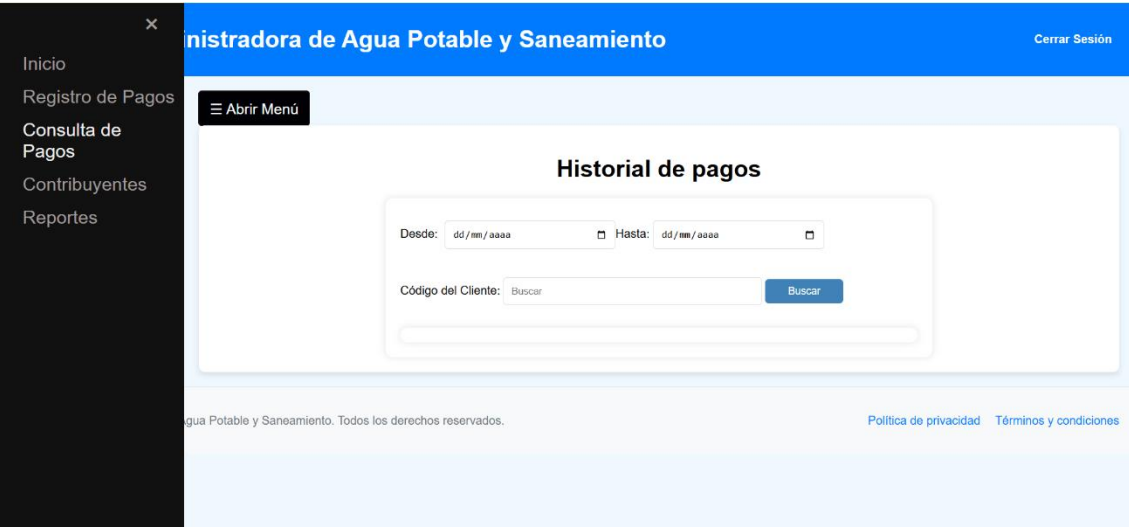 ×
Inicio
Registro de Pagos
Consulta de
Pagos
Contribuyentes
Reportes
inistradora de Agua Potable y Saneamiento
Cerrar Sesión
☰ Abrir Menú
Historial de pagos
Desde: dd/mm/aaaa Hasta: dd/mm/aaaa
Código del Cliente: Buscar Buscar
Agua Potable y Saneamiento. Todos los derechos reservados.
Política de privacidad Términos y condiciones